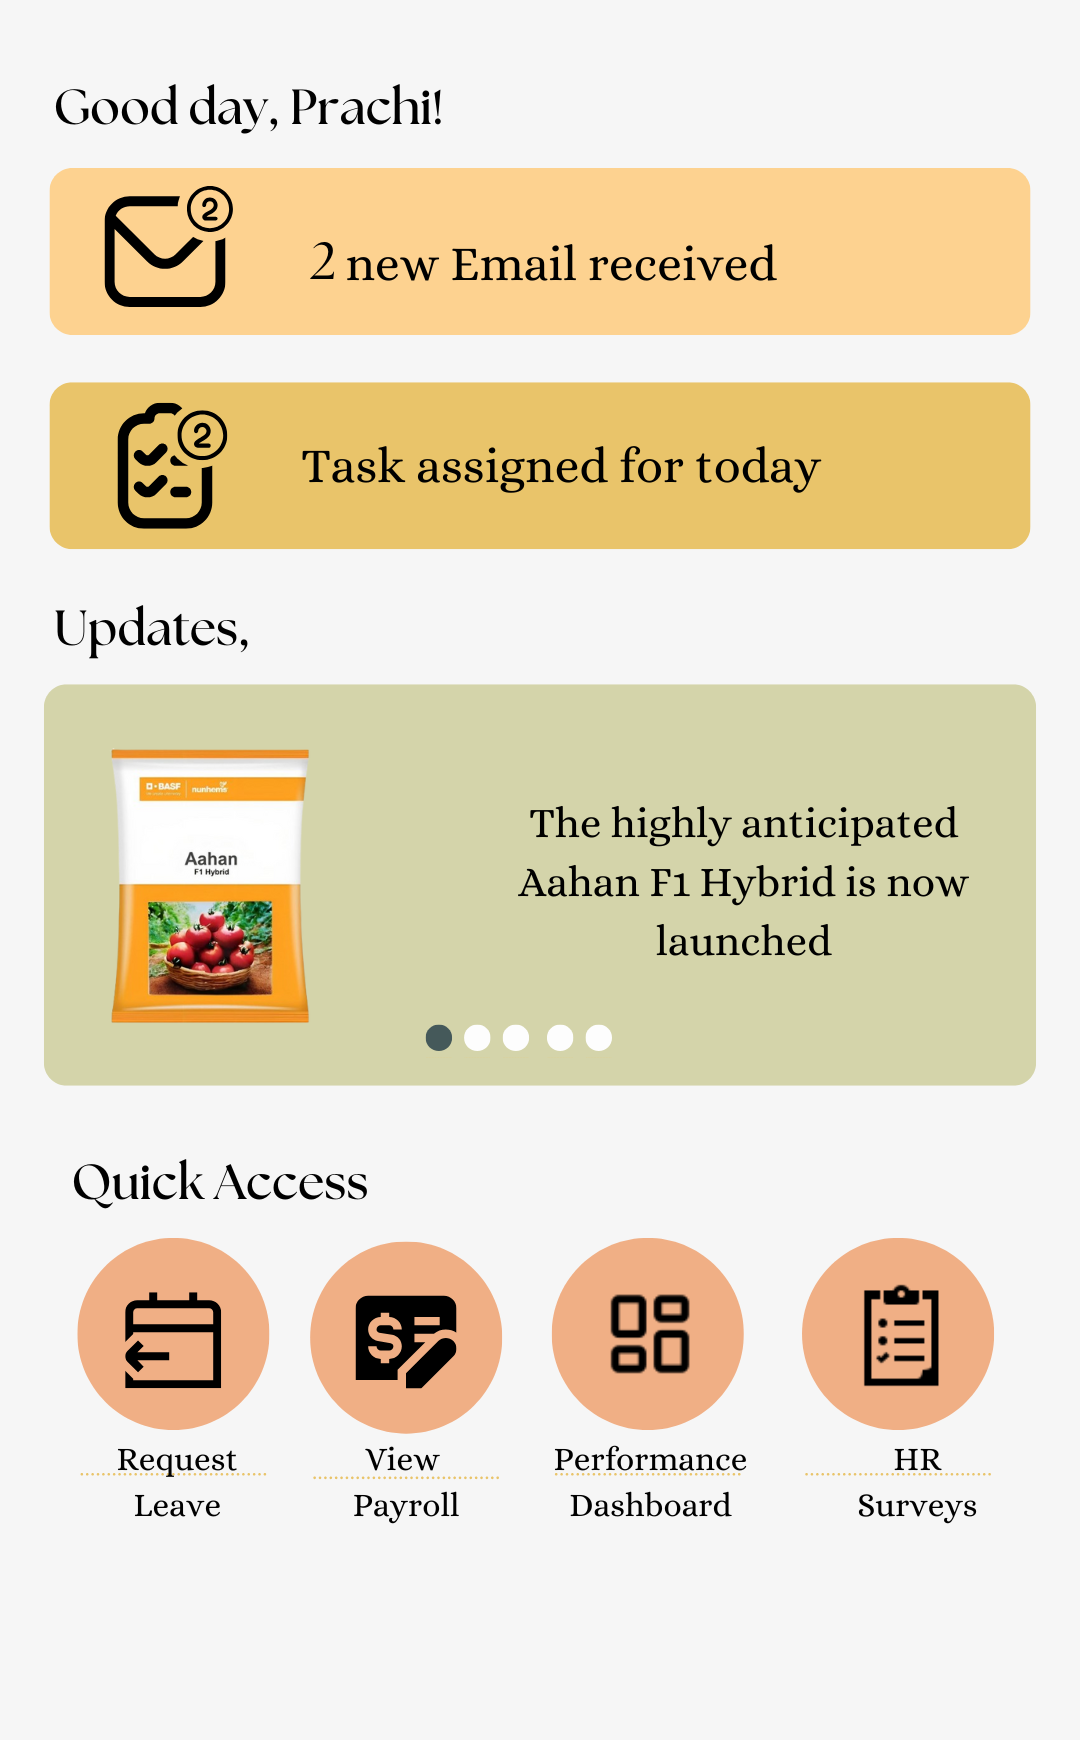 Good day, Prachi!
2
2 new Email received
2
Task assigned for today
Updates,
BASF nunhems
Aahan
F1 Hybrid
The highly anticipated
Aahan F1 Hybrid is now
launched
Quick Access
Request
Leave
View
Payroll
Performance
Dashboard
HR
Surveys